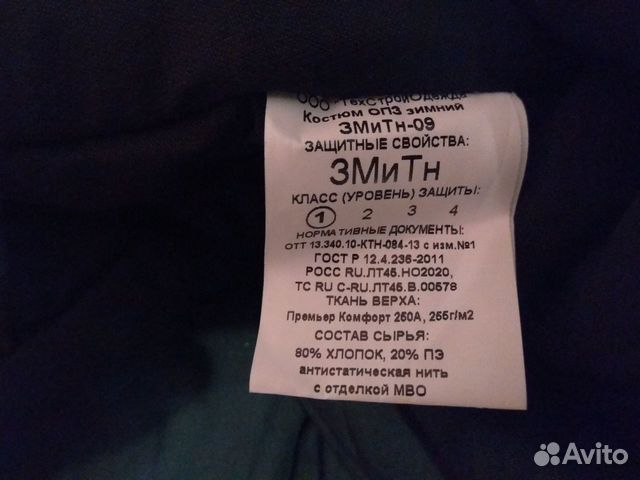 ООО "ТехСтройОдежда
Костюм ОПЗ зимний
ЗМиТн-09
ЗАЩИТНЫЕ СВОЙСТВА:
ЗМиТн
КЛАСС (УРОВЕНЬ) ЗАЩИТЫ:
1 2 3 4
НОРМАТИВНЫЕ ДОКУМЕНТЫ:
ОТТ 13.340.10-КТН-084-13 с изм.№1
ГОСТ Р 12.4.236-2011
РОСС RU.ЛТ45.НО2020,
ТС RU С-RU.ЛТ45.В.00578
ТКАНЬ ВЕРХА:
Премьер Комфорт 250А, 255г/м2
СОСТАВ СЫРЬЯ:
80% ХЛОПОК, 20% ПЭ
антистатическая нить
с отделкой МВО
Avito